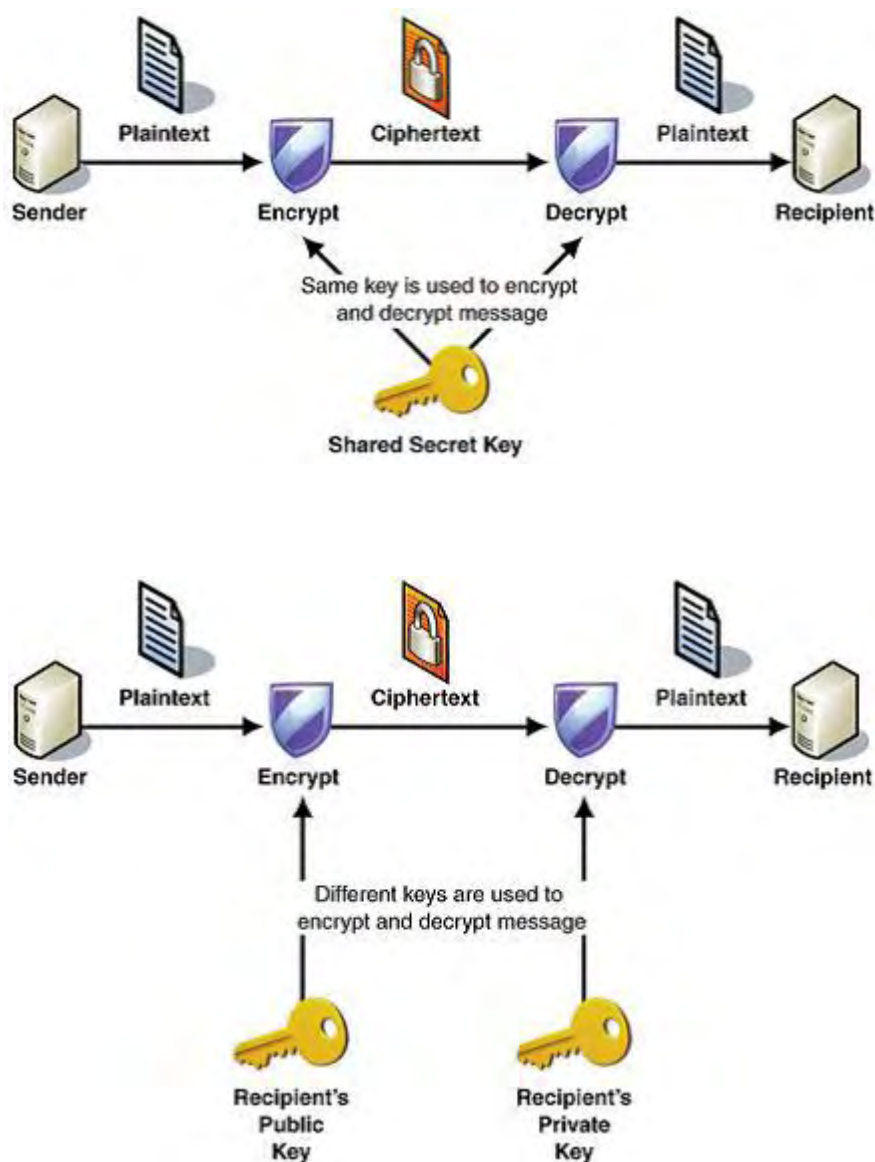 Plaintext
Ciphertext
Plaintext
Sender
Encrypt
Decrypt
Recipient
Same key is used to encrypt
and decrypt message
Shared Secret Key
Plaintext
Ciphertext
Plaintext
Sender
Encrypt
Decrypt
Recipient
Different keys are used to
encrypt and decrypt message
Recipient's
Public
Key
Recipient's
Private
Key